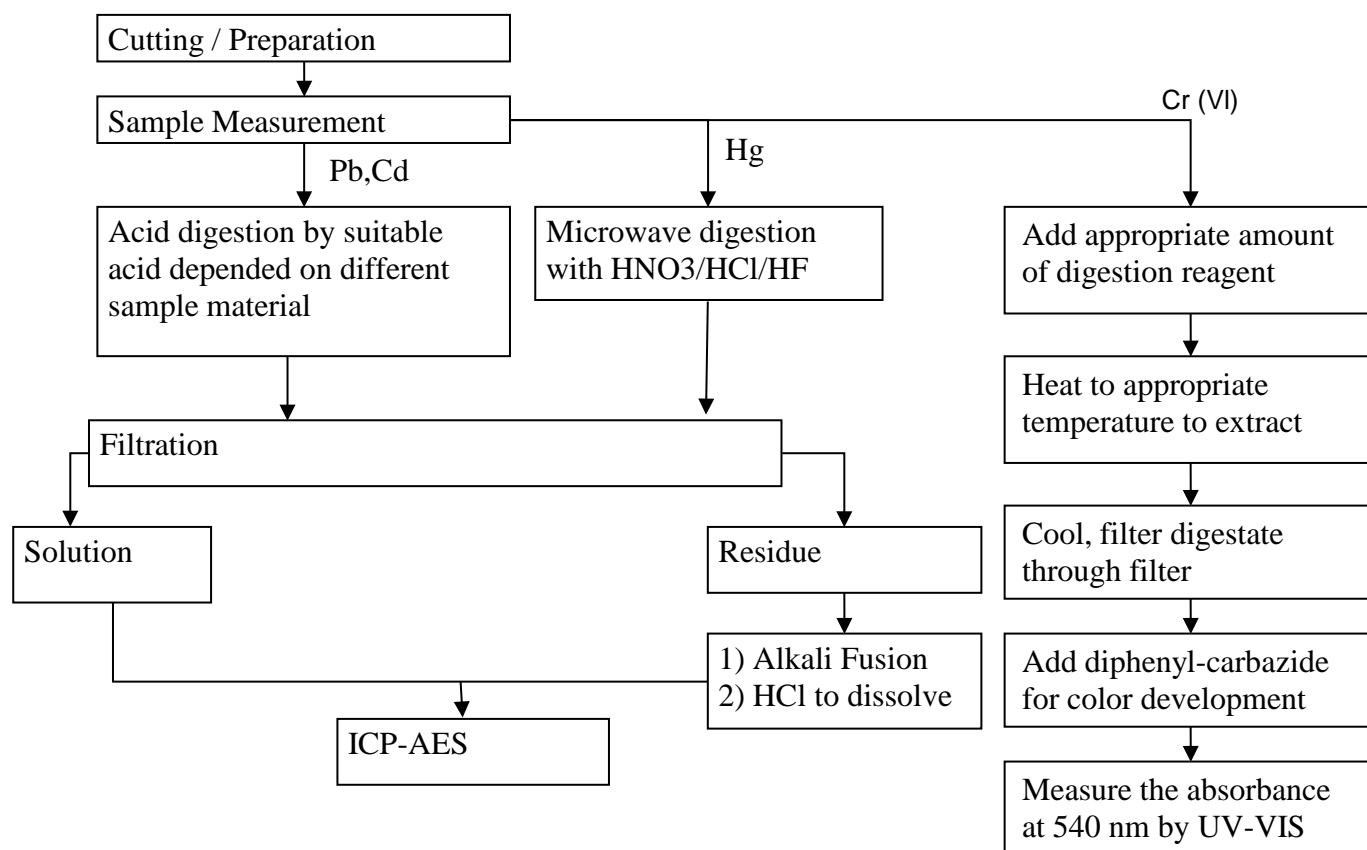 Cutting / Preparation
Sample Measurement
Cr (VI)
Pb,Cd
Hg
Acid digestion by suitable
acid depended on different
sample material
Microwave digestion
with HNO3/HCl/HF
Add appropriate amount
of digestion reagent
Heat to appropriate
temperature to extract
Filtration
Solution
Residue
Cool, filter digestate
through filter
1) Alkali Fusion
2) HCl to dissolve
Add diphenyl-carbazide
for color development
ICP-AES
Measure the absorbance
at 540 nm by UV-VIS